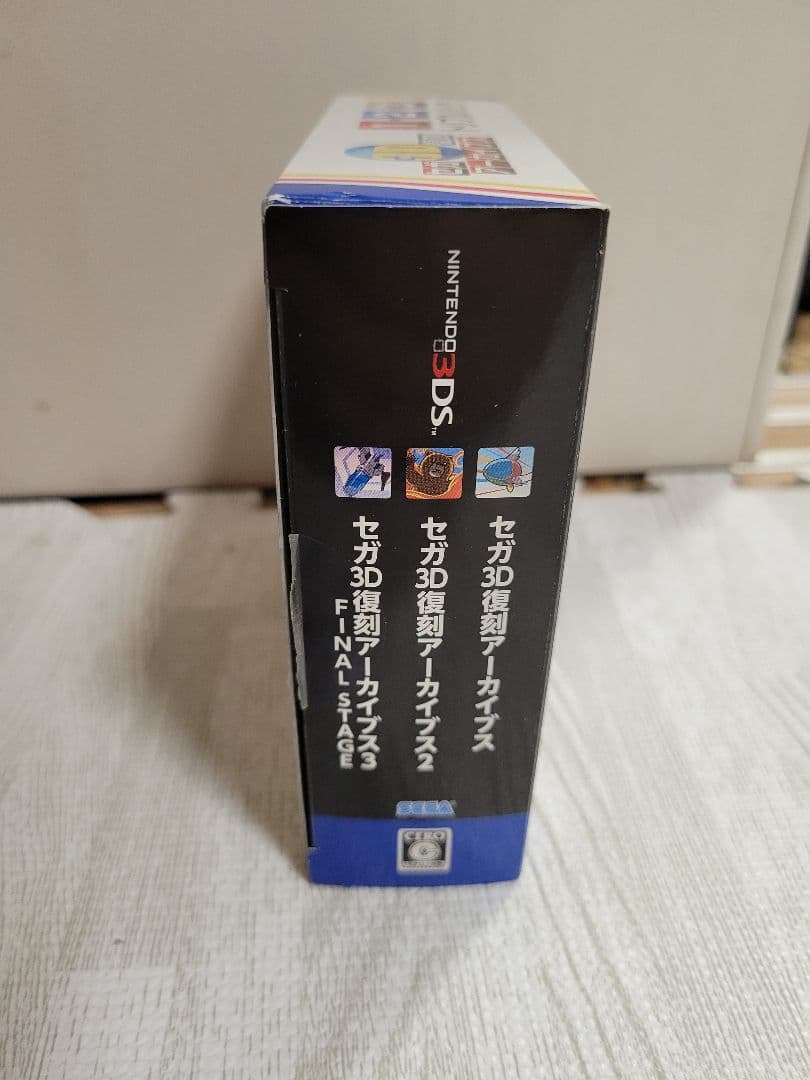 NINTENDO3DS™
セガ3D復刻アーカイブス
セガ3D復刻アーカイブス2
セガ3D復刻アーカイブス3
FINAL STAGE
SEGA
CERO
C